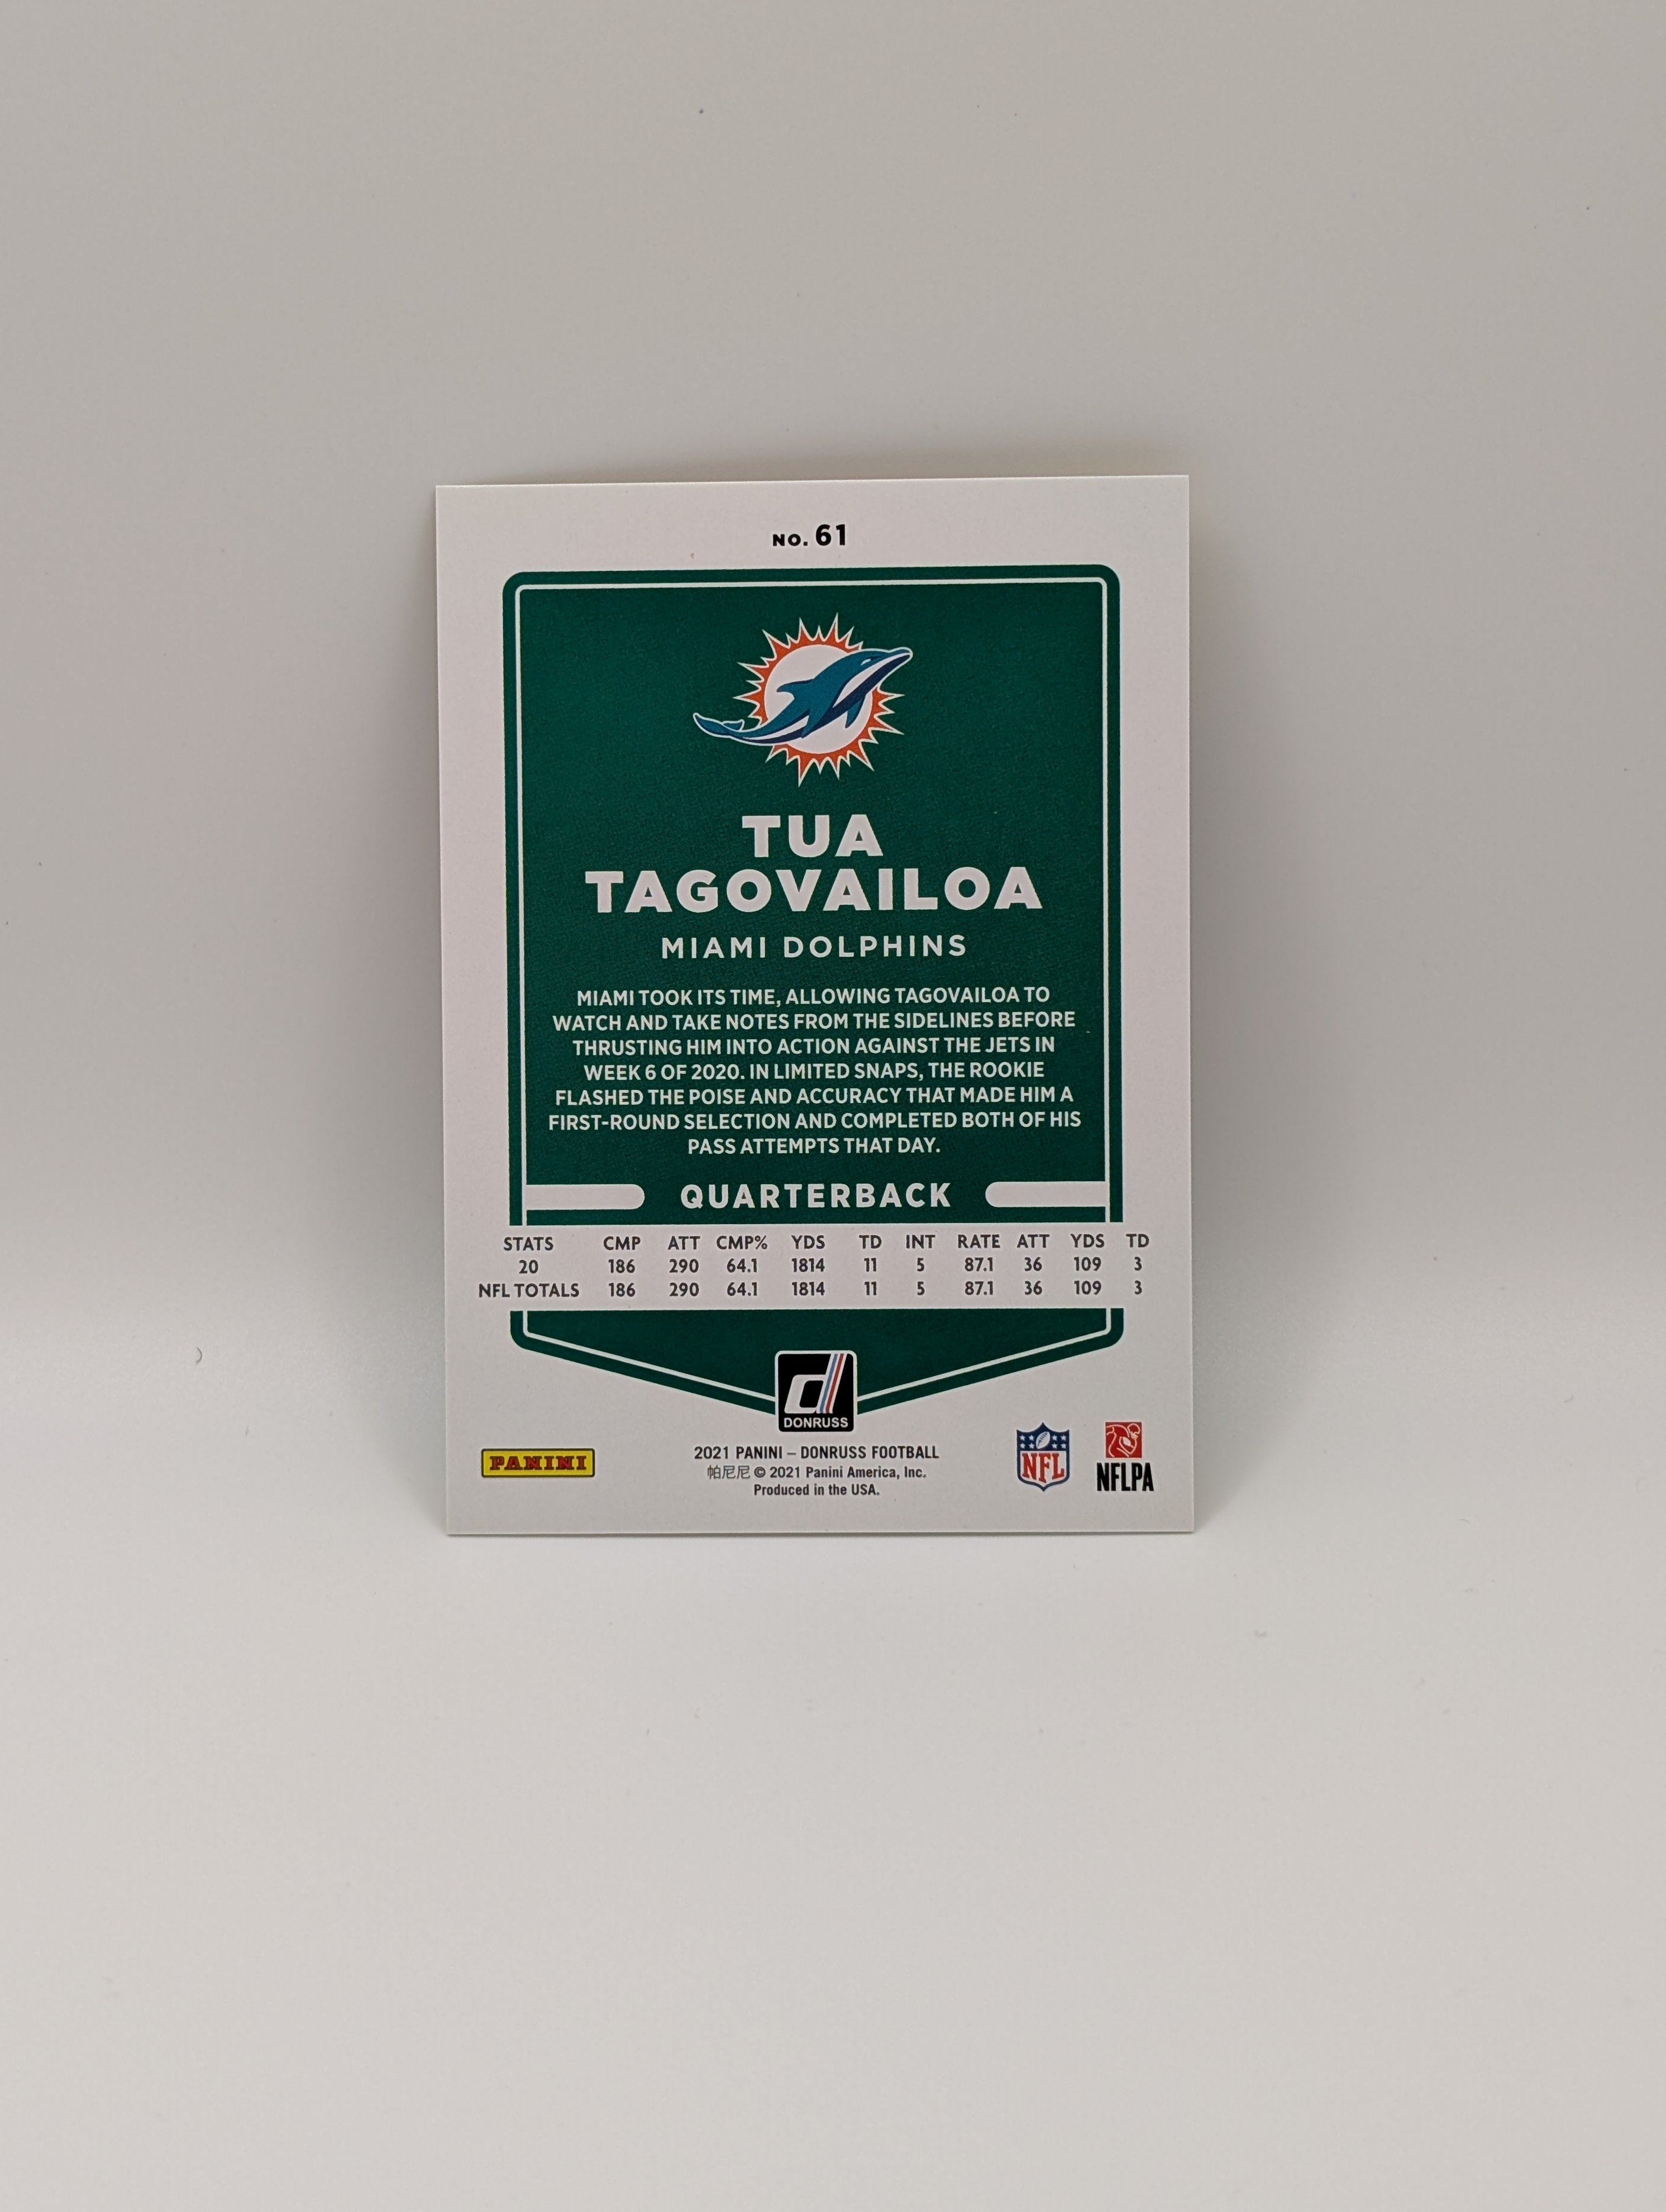 NO. 61
TUA
TAGOVAILOA
MIAMI DOLPHINS
MIAMI TOOK ITS TIME, ALLOWING TAGOVAILOA TO
WATCH AND TAKE NOTES FROM THE SIDELINES BEFORE
THRUSTING HIM INTO ACTION AGAINST THE JETS IN
WEEK 6 OF 2020. IN LIMITED SNAPS, THE ROOKIE
FLASHED THE POISE AND ACCURACY THAT MADE HIM A
FIRST-ROUND SELECTION AND COMPLETED BOTH OF HIS
PASS ATTEMPTS THAT DAY.
QUARTERBACK
STATS CMP ATT CMP% YDS TD INT RATE ATT YDS TD
20 186 290 64.1 1814 11 5 87.1 36 109 3
NFL TOTALS 186 290 64.1 1814 11 5 87.1 36 109 3
d
DONRUSS
PANINI
2021 PANINI – DONRUSS FOOTBALL
帕尼尼 © 2021 Panini America, Inc.
Produced in the USA.
NFL
NFLPA